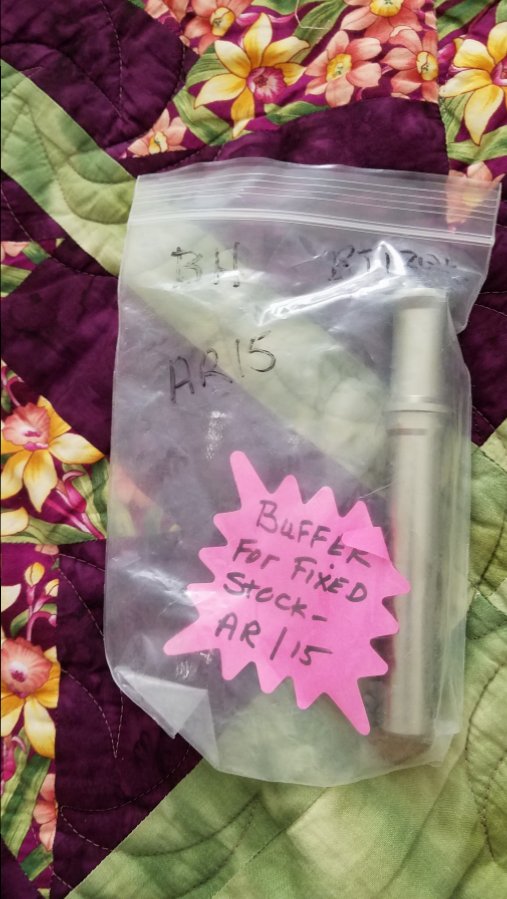 BH
AR15
BUFFER
For FIXED
STOCK-
AR/15